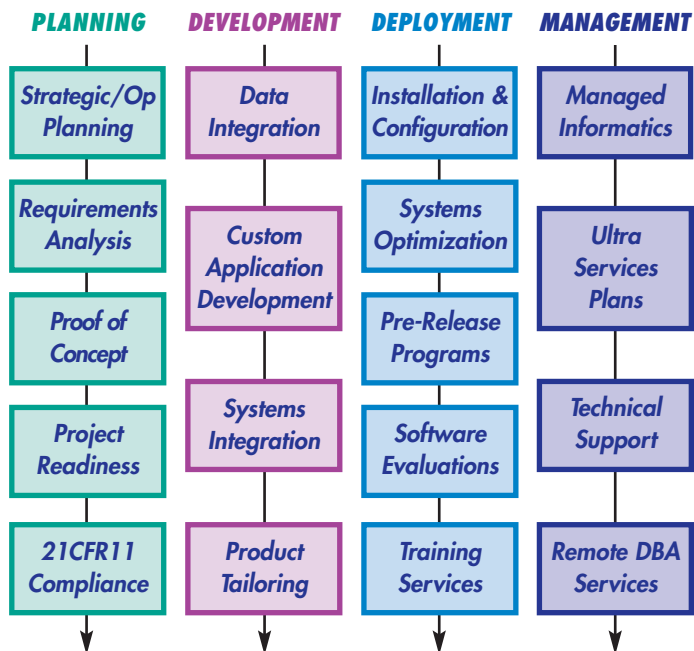 PLANNING
Strategic/Op
Planning
Requirements
Analysis
Proof of
Concept
Project
Readiness
21CFR11
Compliance
DEVELOPMENT
Data
Integration
Custom
Application
Development
Systems
Integration
Product
Tailoring
DEPLOYMENT
Installation &
Configuration
Systems
Optimization
Pre-Release
Programs
Software
Evaluations
Training
Services
MANAGEMENT
Managed
Informatics
Ultra
Services
Plans
Technical
Support
Remote DBA
Services